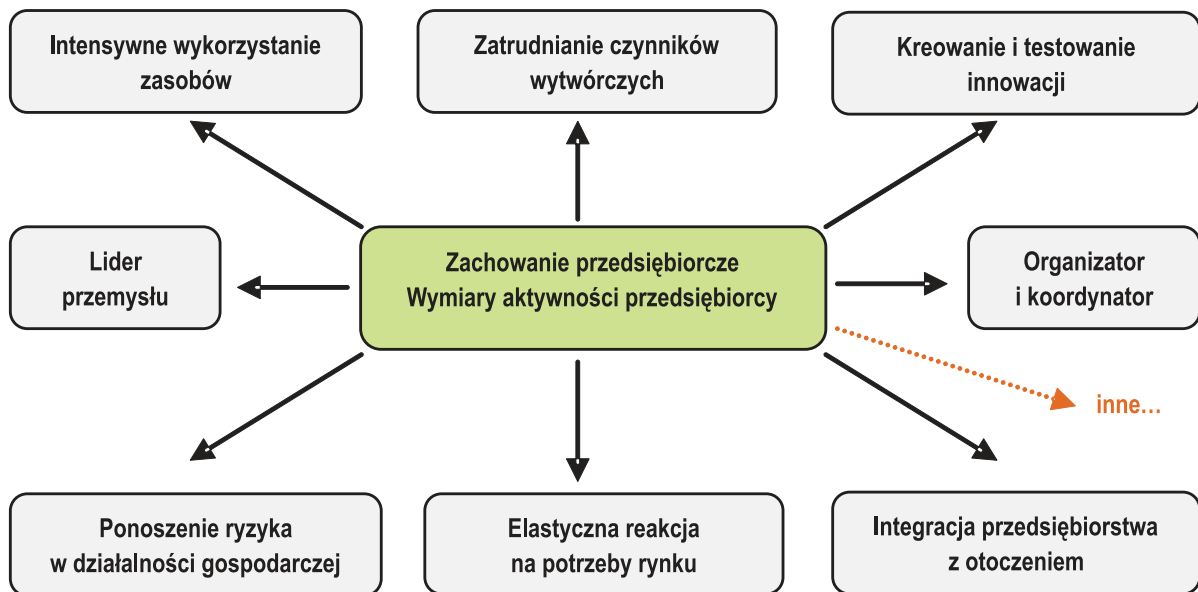 Intensywne wykorzystanie
zasobów
Zatrudnianie czynników
wytwórczych
Kreowanie i testowanie
innowacji
Lider
przemysłu
Zachowanie przedsiębiorcze
Wymiary aktywności przedsiębiorcy
Organizator
i koordynator
inne…
Ponoszenie ryzyka
w działalności gospodarczej
Elastyczna reakcja
na potrzeby rynku
Integracja przedsiębiorstwa
z otoczeniem